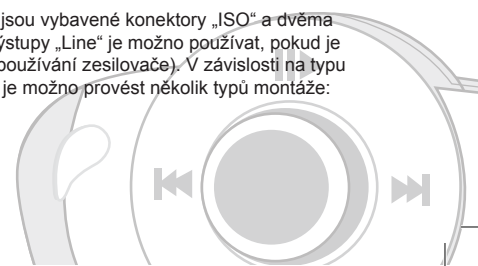 jsou vybavené konektory „ISO“ a dvěma
ýstupy „Line“ je možno používat, pokud je
používání zesilovače). V závislosti na typu
je možno provést několik typů montáže: